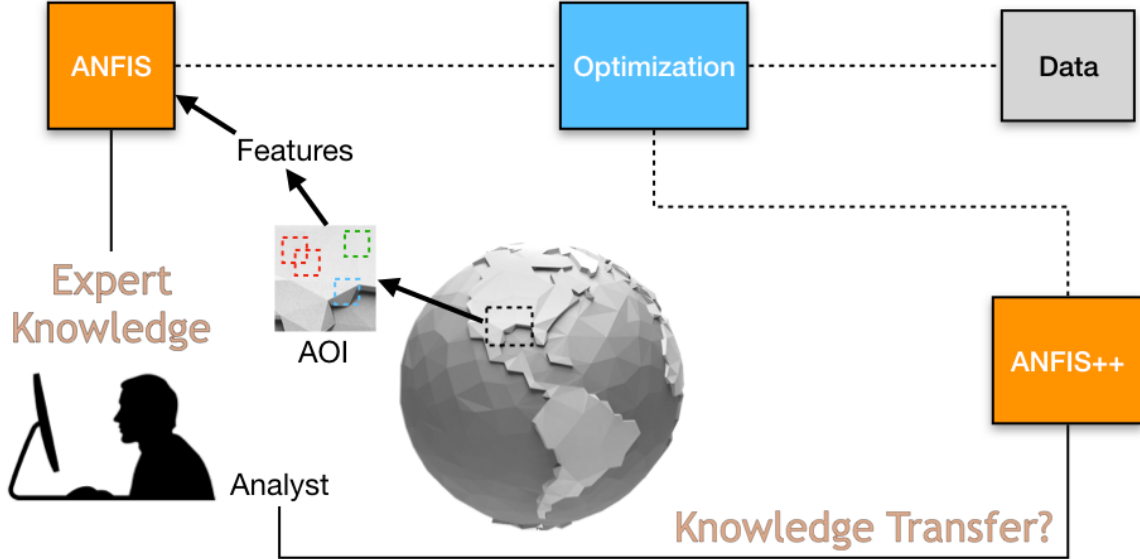 ANFIS
Optimization
Data
Features
Expert
Knowledge
AOI
ANFIS++
Analyst
Knowledge Transfer?